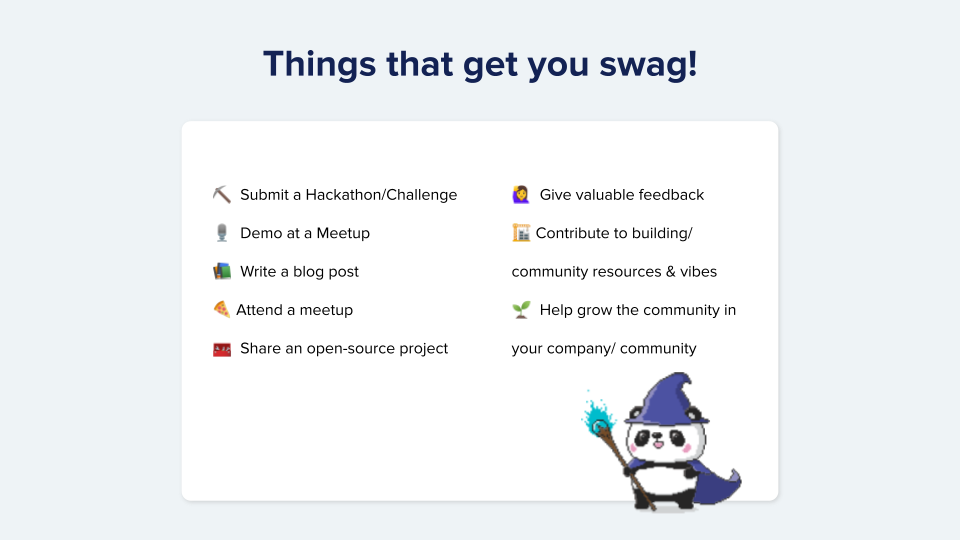 Things that get you swag!
⛏️ Submit a Hackathon/Challenge
🎙️ Demo at a Meetup
📚 Write a blog post
🍕 Attend a meetup
🧰 Share an open-source project
🙋‍♀️ Give valuable feedback
🏗️ Contribute to building/
community resources & vibes
🌱 Help grow the community in
your company/ community